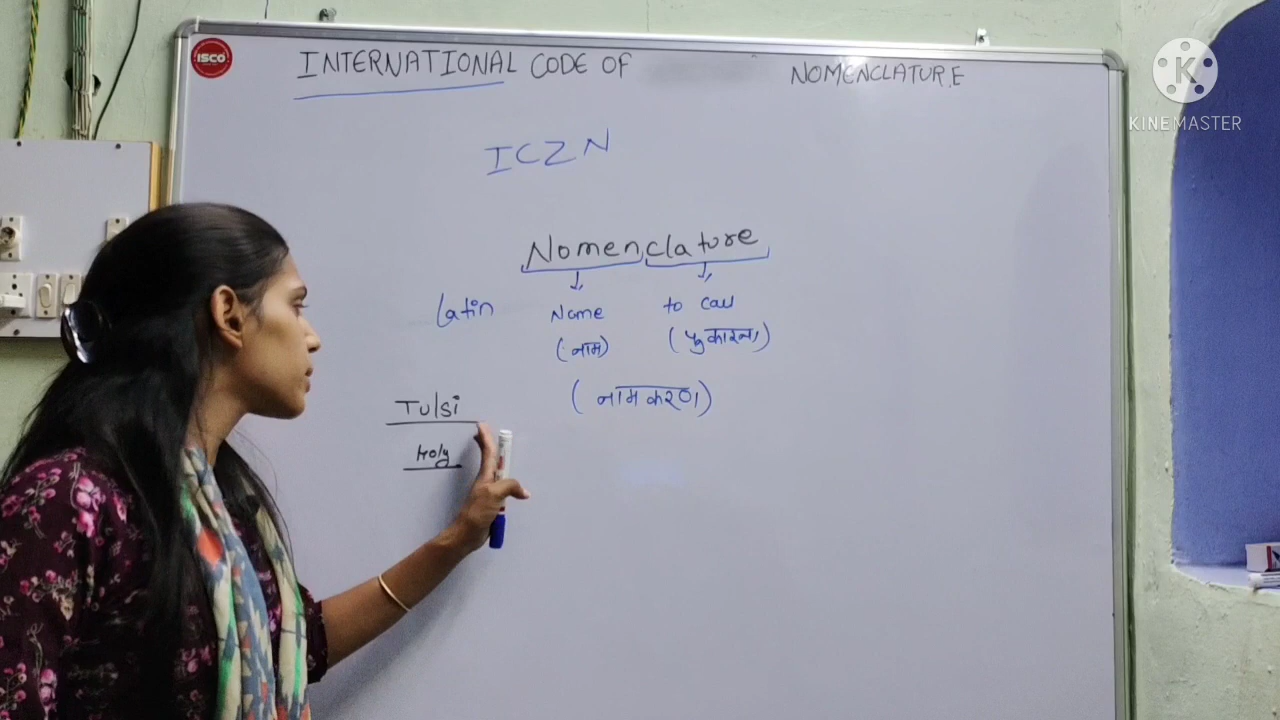 ISCO
INTERNATIONAL CODE OF NOMENCLATURE
KINEMASTER
ICZN
Nomenclature
Latin Name to call
(नाम) (पुकारना)
(नामकरण)
Tulsi
Holy